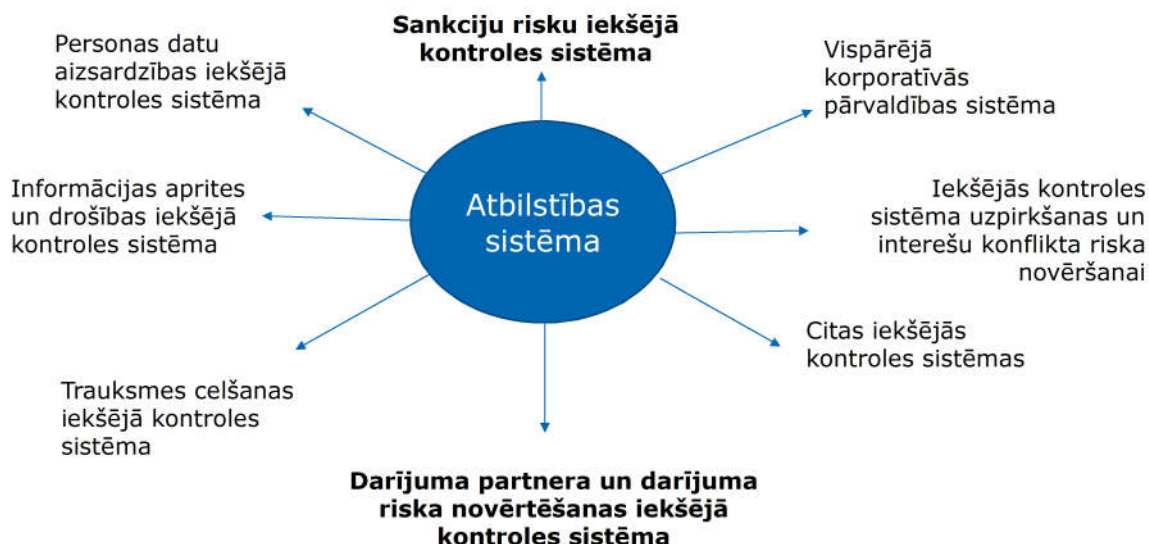 Sankciju risku iekšējā
kontroles sistēma
Personas datu
aizsardzības iekšējā
kontroles sistēma
Vispārējā
korporatīvās
pārvaldības sistēma
Informācijas aprites
un drošības iekšējā
kontroles sistēma
Atbilstības
sistēma
Iekšējās kontroles
sistēma uzpirkšanas un
interešu konflikta riska
novēršanai
Citas iekšējās
kontroles sistēmas
Trauksmes celšanas
iekšējā kontroles
sistēma
Darījuma partnera un darījuma
riska novērtēšanas iekšējā
kontroles sistēma